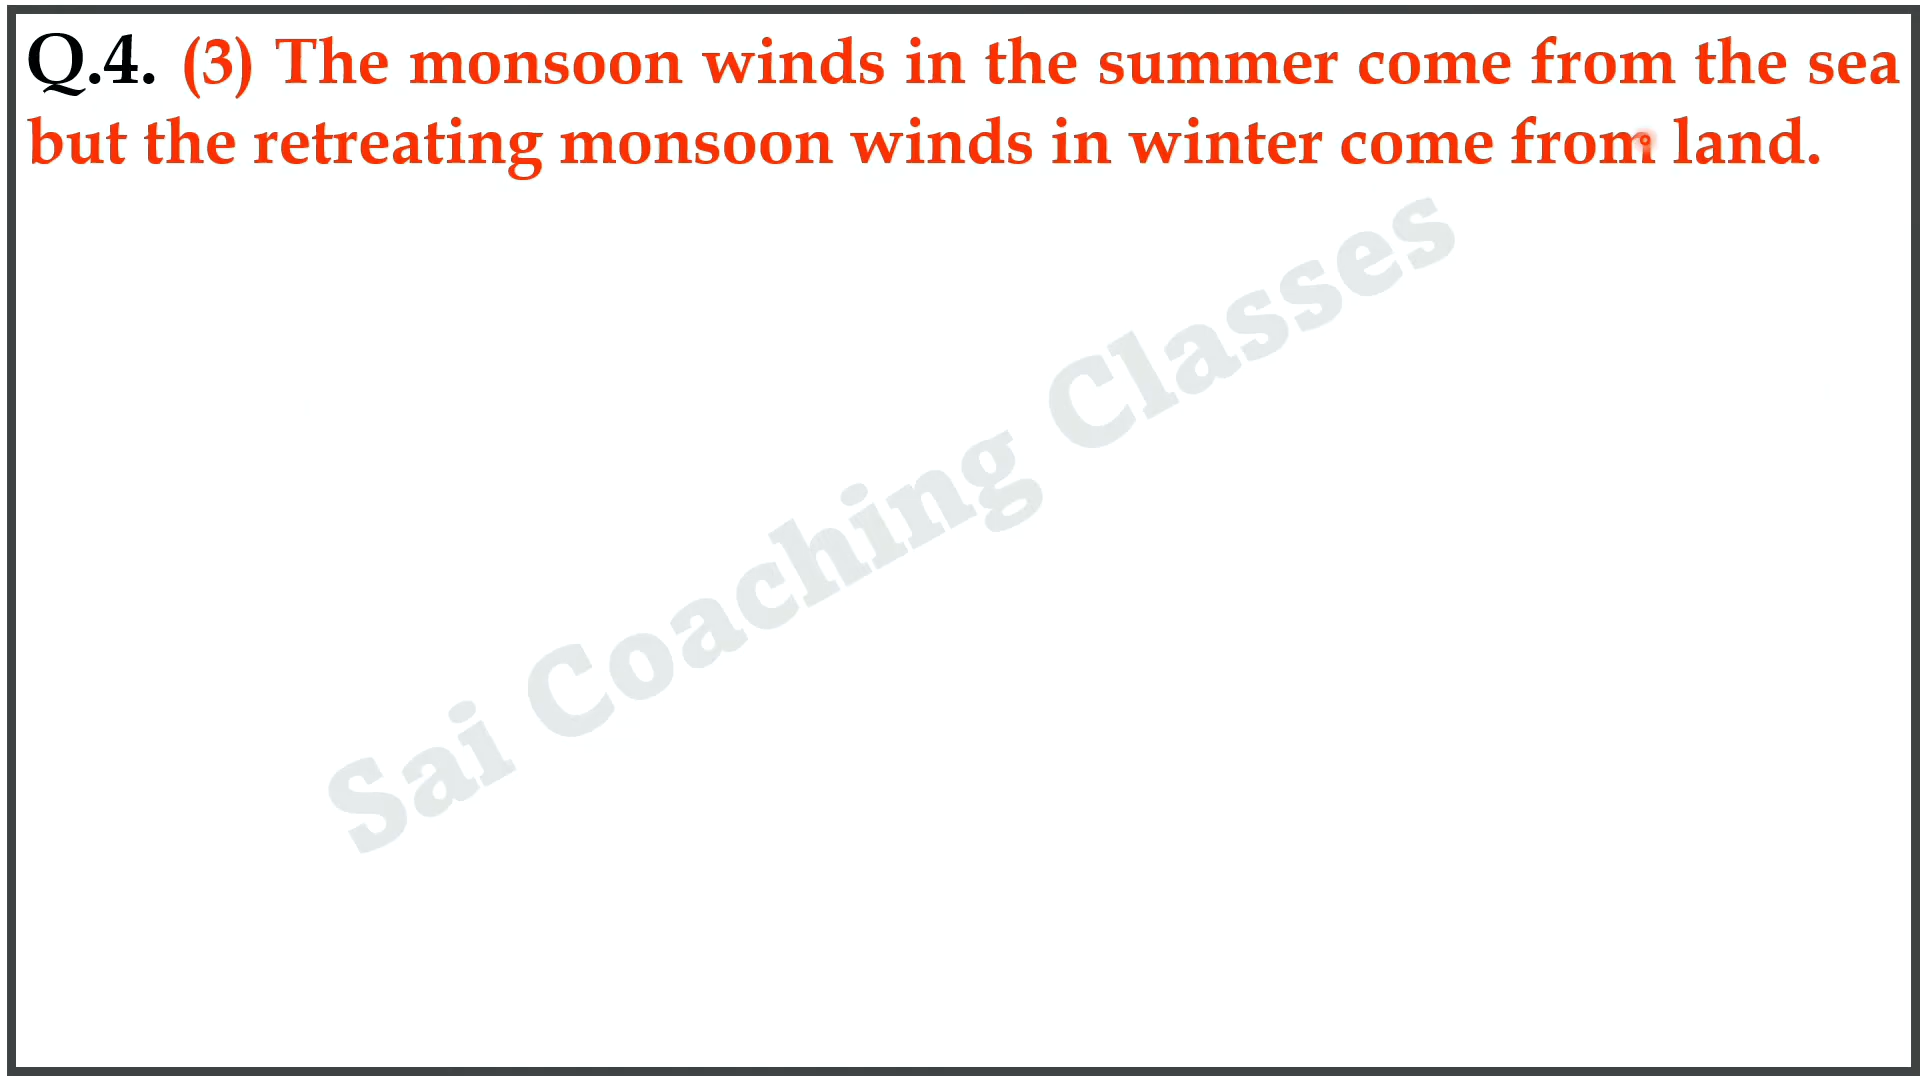 Q.4. (3) The monsoon winds in the summer come from the sea
but the retreating monsoon winds in winter come from land.
Sai Coaching Classes